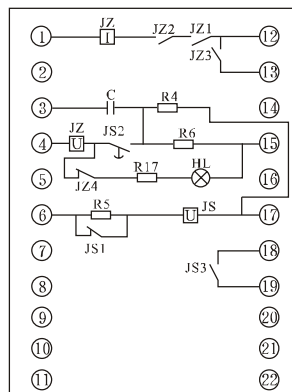 ① JZ I JZ2 JZ1 ⑫
JZ3
② ⑬
③ C R4 ⑭
④ JZ U JS2 R6 ⑮
⑤ JZ4 R17 HL ⑯
⑥ R5 U JS ⑰
JS1
⑦ ⑱
JS3
⑧ ⑲
⑨ ⑳
⑩ ㉑
⑪ ㉒